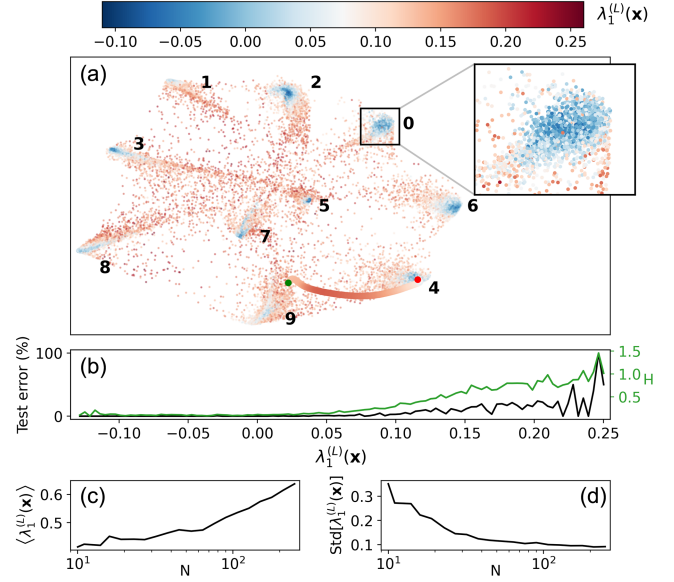 λ₁⁽ᴸ⁾(x)
−0.10 −0.05 0.00 0.05 0.10 0.15 0.20 0.25
(a)
1 2
0
3
5 6
7
8
4
9
(b)
Test error (%)
100
0
1.5
1.0
0.5
H
−0.10 −0.05 0.00 0.05 0.10 0.15 0.20 0.25
λ₁⁽ᴸ⁾(x)
(c)
⟨λ₁⁽ᴸ⁾(x)⟩
0.6
0.5
10¹ 10²
N
(d)
Std[λ₁⁽ᴸ⁾(x)]
0.3
0.2
0.1
10¹ 10²
N